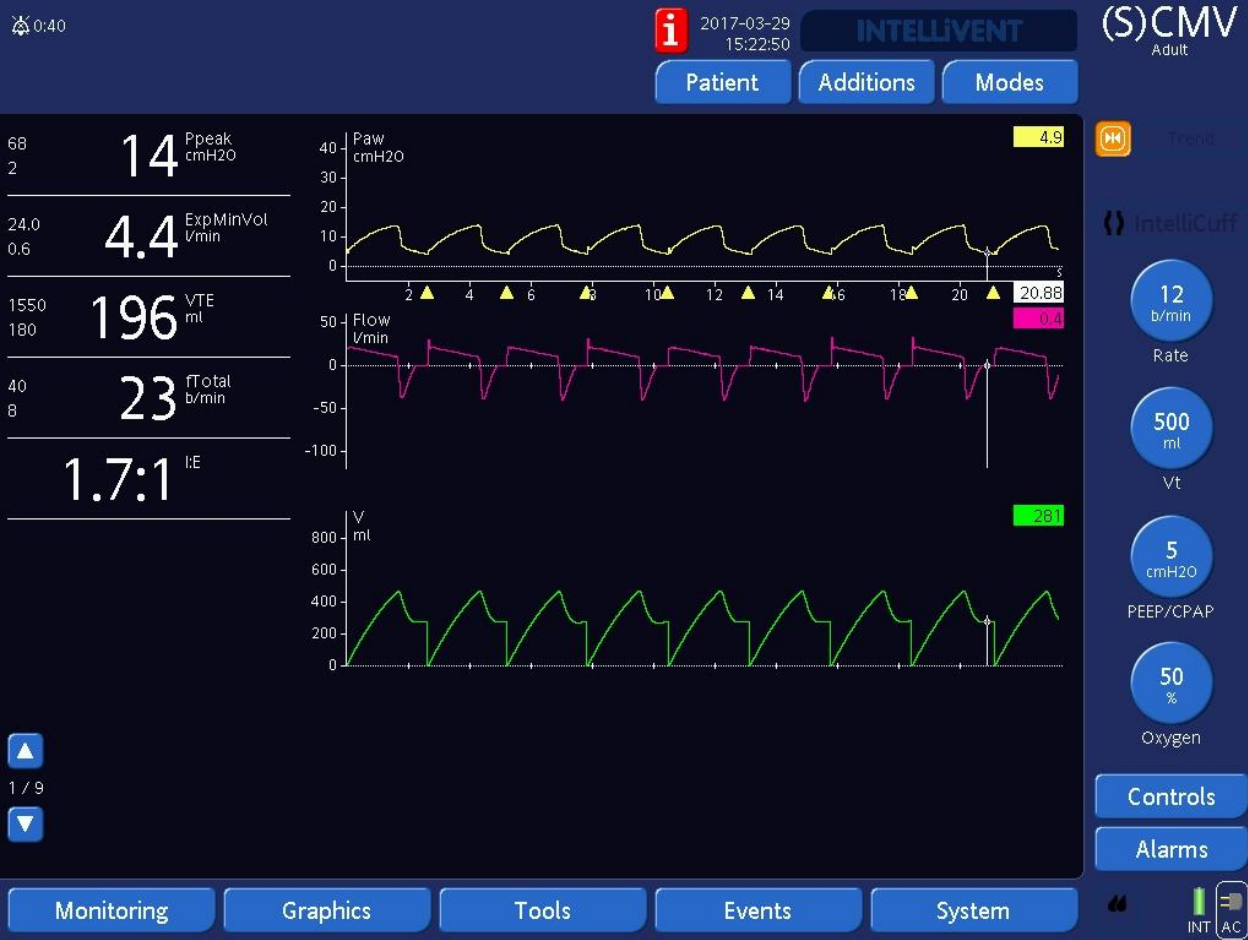 0:40
2017-03-29
15:22:50
INTELLiVENT
(S)CMV
Adult
Patient
Additions
Modes
68
2
14
Ppeak
cmH2O
24.0
0.6
4.4
ExpMinVol
l/min
1550
180
196
VTE
ml
40
8
23
fTotal
b/min
1.7:1
I:E
1 / 9
Paw
cmH2O
4.9
40
30
20
10
0
s
2 4 6 8 10 12 14 16 18 20 20.88
Flow
l/min
0.4
50
0
-50
-100
V
ml
281
800
600
400
200
0
Trend
IntelliCuff
12
b/min
Rate
500
ml
Vt
5
cmH2O
PEEP/CPAP
50
%
Oxygen
Controls
Alarms
Monitoring
Graphics
Tools
Events
System
INT
AC